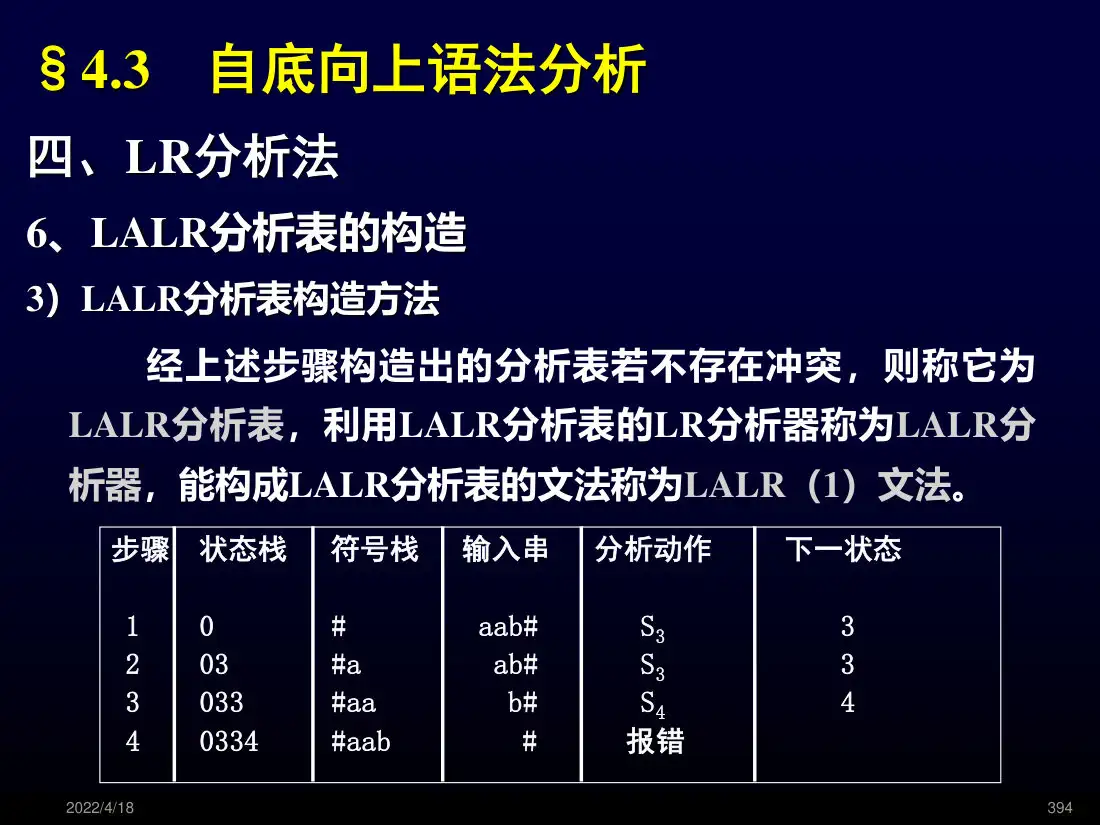 §4.3 自底向上语法分析
四、LR分析法
6、LALR分析表的构造
3）LALR分析表构造方法
经上述步骤构造出的分析表若不存在冲突，则称它为
LALR分析表，利用LALR分析表的LR分析器称为LALR分
析器，能构成LALR分析表的文法称为LALR（1）文法。
步骤 状态栈 符号栈 输入串 分析动作 下一状态
1 0 # aab# S3 3
2 03 #a ab# S3 3
3 033 #aa b# S4 4
4 0334 #aab # 报错
2022/4/18 394